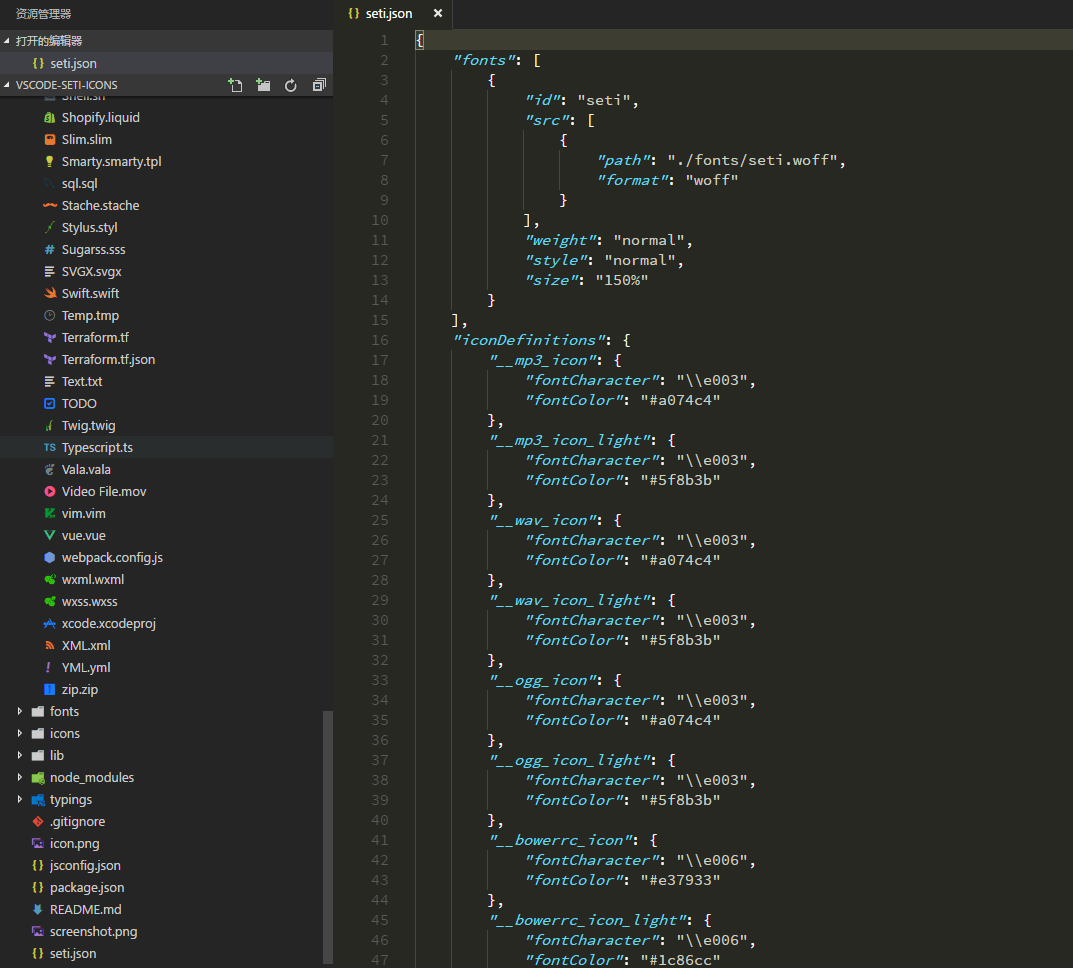 资源管理器
打开的编辑器
{} seti.json
VSCODE-SETI-ICONS
Shell.sh
Shopify.liquid
Slim.slim
Smarty.smarty.tpl
sql.sql
Stache.stache
Stylus.styl
# Sugarss.sss
SVGX.svgx
Swift.swift
Temp.tmp
Terraform.tf
Terraform.tf.json
Text.txt
TODO
Twig.twig
TS Typescript.ts
Vala.vala
Video File.mov
vim.vim
vue.vue
webpack.config.js
wxml.wxml
wxss.wxss
xcode.xcodeproj
XML.xml
! YML.yml
zip.zip
fonts
icons
lib
node_modules
typings
.gitignore
icon.png
{} jsconfig.json
{} package.json
README.md
screenshot.png
{} seti.json
{} seti.json ×
1 {
2 "fonts": [
3 {
4 "id": "seti",
5 "src": [
6 {
7 "path": "./fonts/seti.woff",
8 "format": "woff"
9 }
10 ],
11 "weight": "normal",
12 "style": "normal",
13 "size": "150%"
14 }
15 ],
16 "iconDefinitions": {
17 "__mp3_icon": {
18 "fontCharacter": "\\e003",
19 "fontColor": "#a074c4"
20 },
21 "__mp3_icon_light": {
22 "fontCharacter": "\\e003",
23 "fontColor": "#5f8b3b"
24 },
25 "__wav_icon": {
26 "fontCharacter": "\\e003",
27 "fontColor": "#a074c4"
28 },
29 "__wav_icon_light": {
30 "fontCharacter": "\\e003",
31 "fontColor": "#5f8b3b"
32 },
33 "__ogg_icon": {
34 "fontCharacter": "\\e003",
35 "fontColor": "#a074c4"
36 },
37 "__ogg_icon_light": {
38 "fontCharacter": "\\e003",
39 "fontColor": "#5f8b3b"
40 },
41 "__bowerrc_icon": {
42 "fontCharacter": "\\e006",
43 "fontColor": "#e37933"
44 },
45 "__bowerrc_icon_light": {
46 "fontCharacter": "\\e006",
47 "fontColor": "#1c86cc"